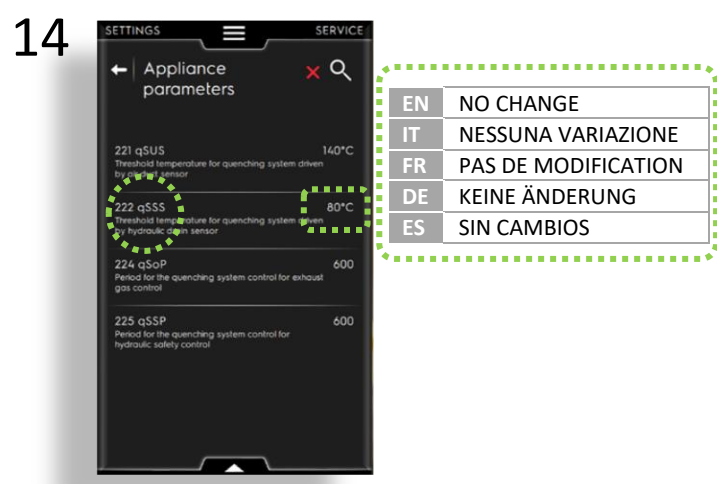 14
SETTINGS
SERVICE
Appliance
parameters
221 qSUS 140°C
Threshold temperature for quenching system driven
by air duct sensor
222 qSSS 80°C
Threshold temperature for quenching system driven
by hydraulic drain sensor
224 qSoP 600
Period for the quenching system control for exhaust
gas control
225 qSSP 600
Period for the quenching system control for
hydraulic safety control
EN NO CHANGE
IT NESSUNA VARIAZIONE
FR PAS DE MODIFICATION
DE KEINE ÄNDERUNG
ES SIN CAMBIOS